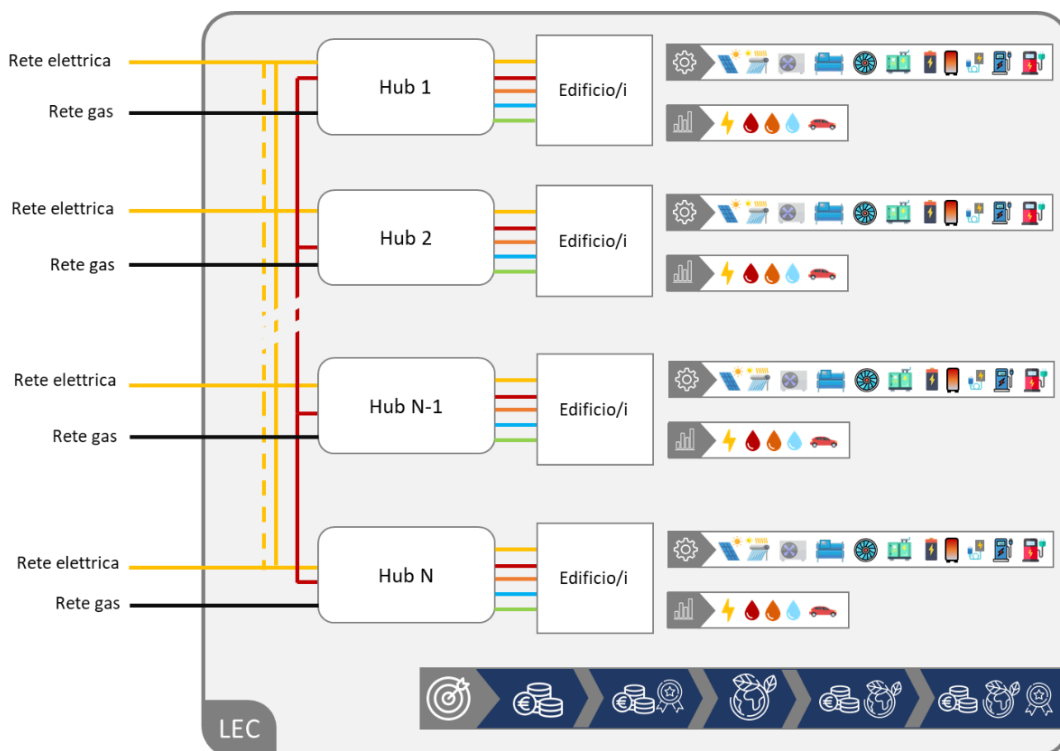 Rete elettrica
Hub 1
Edificio/i
Rete gas
Rete elettrica
Hub 2
Edificio/i
Rete gas
Rete elettrica
Hub N-1
Edificio/i
Rete gas
Rete elettrica
Hub N
Edificio/i
Rete gas
LEC